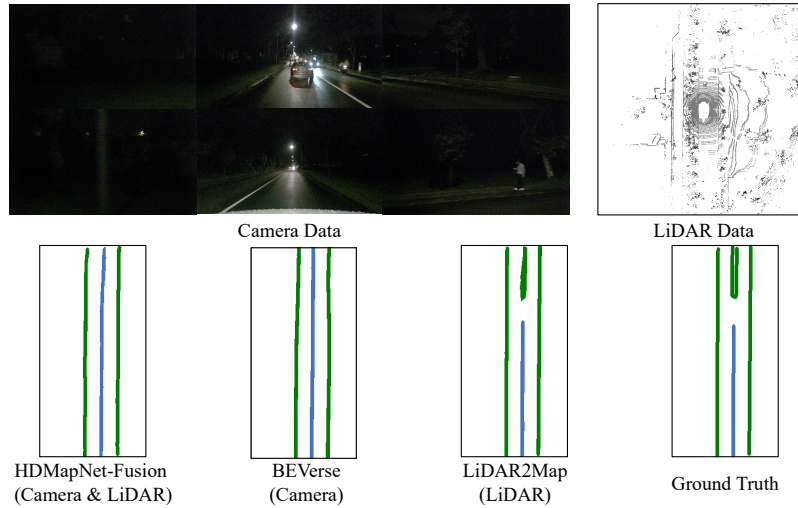 Camera Data
LiDAR Data
HDMapNet-Fusion
(Camera & LiDAR)
BEVerse
(Camera)
LiDAR2Map
(LiDAR)
Ground Truth